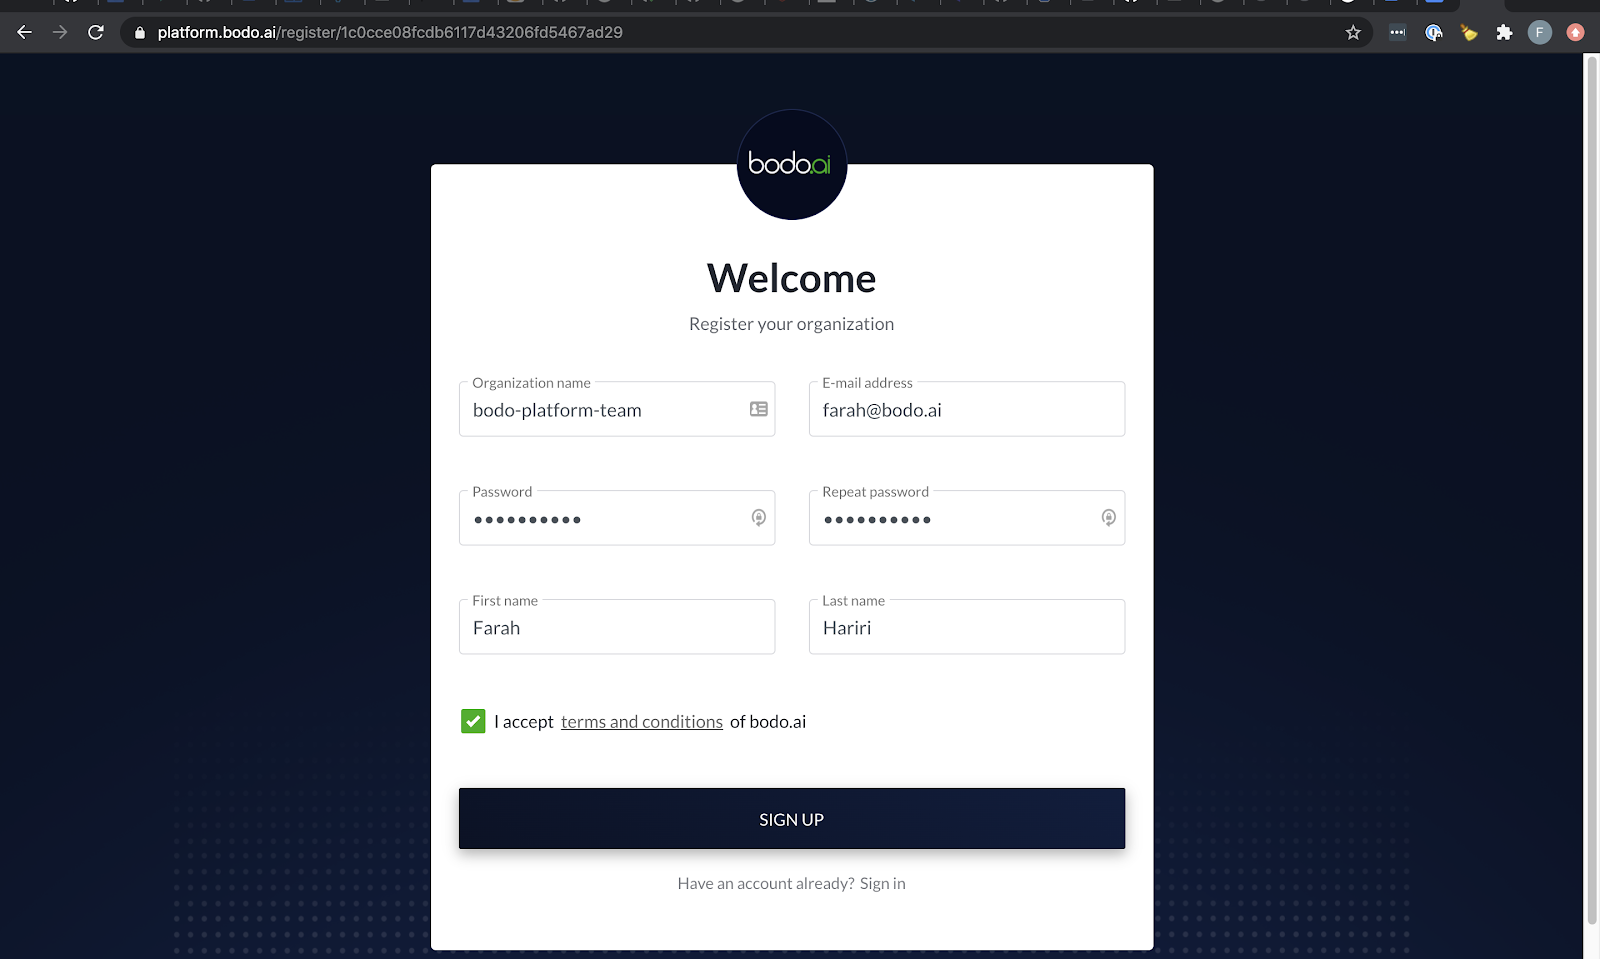 platform.bodo.ai/register/1c0cce08fcdb6117d43206fd5467ad29
F
bodo.ai
Welcome
Register your organization
Organization name
bodo-platform-team
E-mail address
farah@bodo.ai
Password
••••••••••
Repeat password
••••••••••
First name
Farah
Last name
Hariri
I accept terms and conditions of bodo.ai
SIGN UP
Have an account already? Sign in